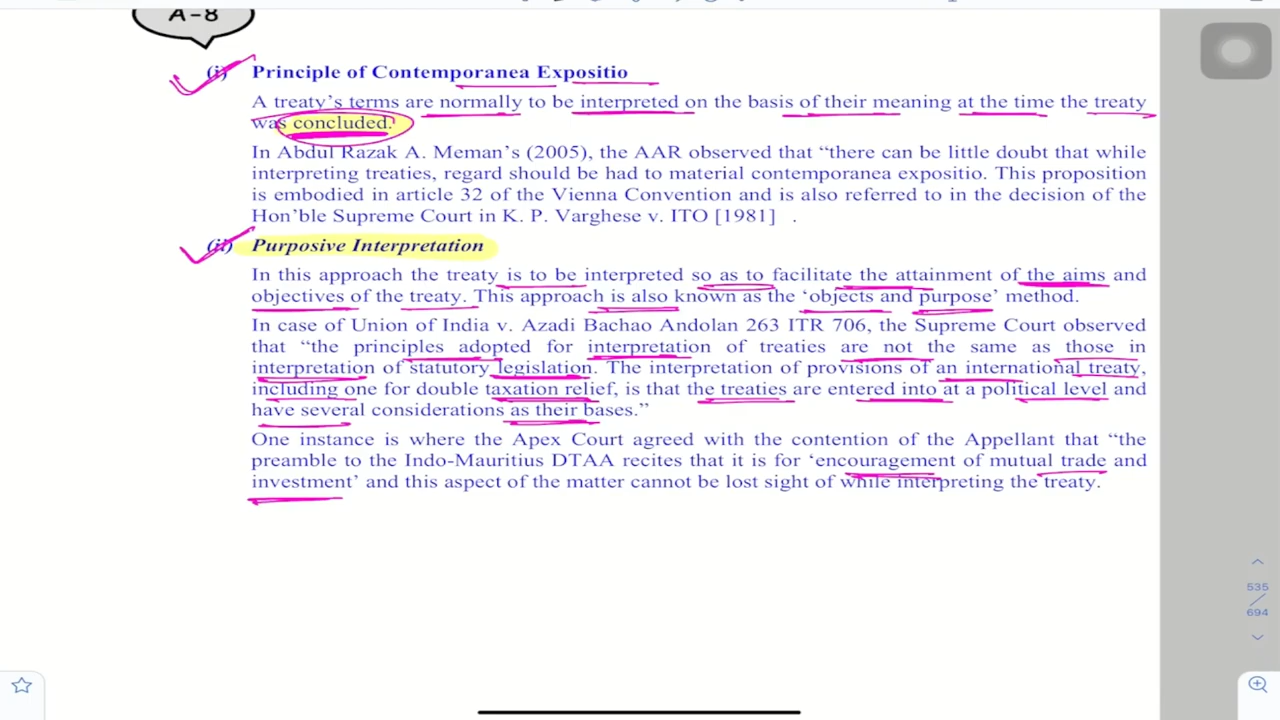 A-8
(i) Principle of Contemporanea Expositio
A treaty's terms are normally to be interpreted on the basis of their meaning at the time the treaty
was concluded.
In Abdul Razak A. Meman's (2005), the AAR observed that "there can be little doubt that while
interpreting treaties, regard should be had to material contemporanea expositio. This proposition
is embodied in article 32 of the Vienna Convention and is also referred to in the decision of the
Hon'ble Supreme Court in K. P. Varghese v. ITO [1981] .
(ii) Purposive Interpretation
In this approach the treaty is to be interpreted so as to facilitate the attainment of the aims and
objectives of the treaty. This approach is also known as the 'objects and purpose' method.
In case of Union of India v. Azadi Bachao Andolan 263 ITR 706, the Supreme Court observed
that "the principles adopted for interpretation of treaties are not the same as those in
interpretation of statutory legislation. The interpretation of provisions of an international treaty,
including one for double taxation relief, is that the treaties are entered into at a political level and
have several considerations as their bases."
One instance is where the Apex Court agreed with the contention of the Appellant that "the
preamble to the Indo-Mauritius DTAA recites that it is for 'encouragement of mutual trade and
investment' and this aspect of the matter cannot be lost sight of while interpreting the treaty.
535
694